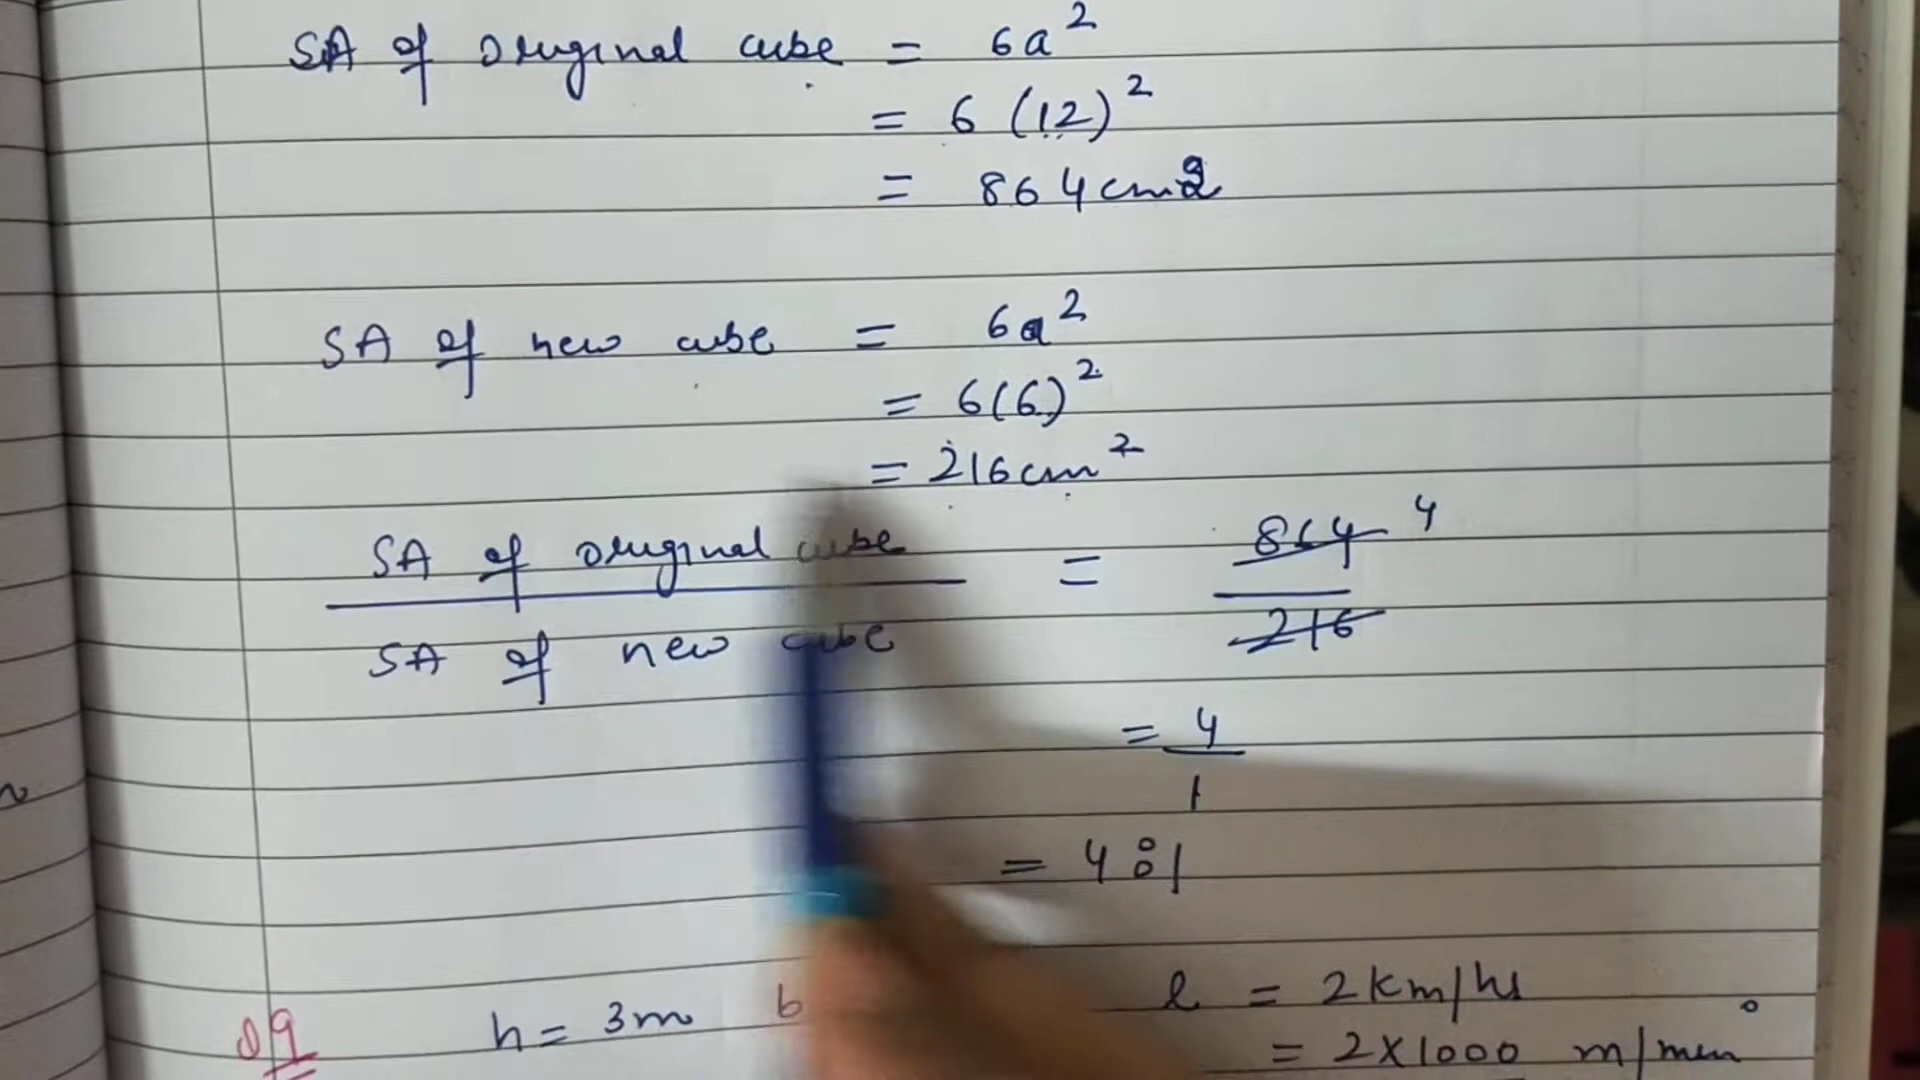 SA of original cube = 6a²
= 6 (12)²
= 864 cm²
SA of new cube = 6a²
= 6(6)²
= 216 cm²
SA of original cube = 864 4
SA of new cube 216
= 4
1
= 4:1
Q9 h = 3m b l = 2 km/hr
= 2×1000 m/min